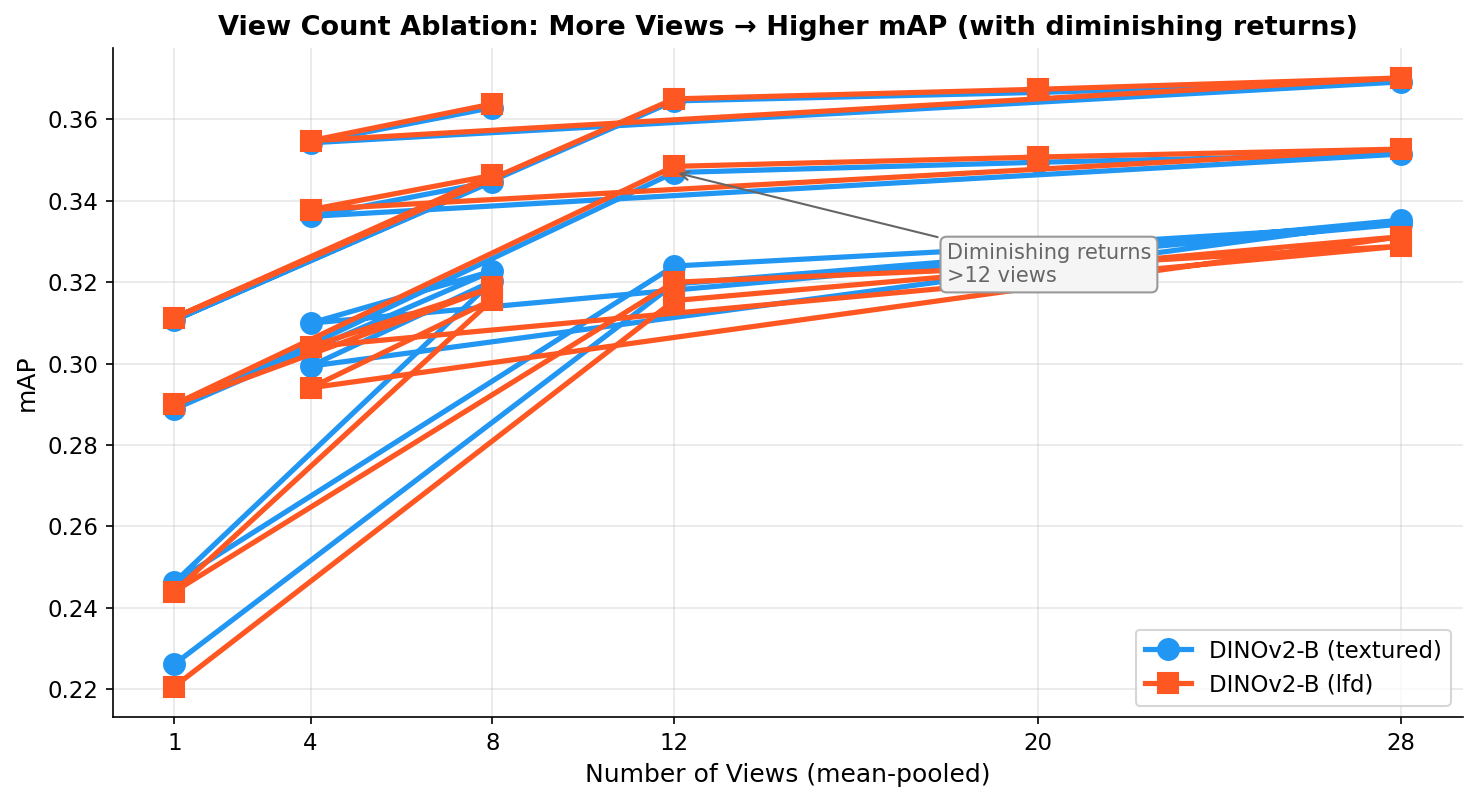 View Count Ablation: More Views → Higher mAP (with diminishing returns)
mAP
0.36
0.34
0.32
0.30
0.28
0.26
0.24
0.22
Diminishing returns
>12 views
DINOv2-B (textured)
DINOv2-B (lfd)
1 4 8 12 20 28
Number of Views (mean-pooled)